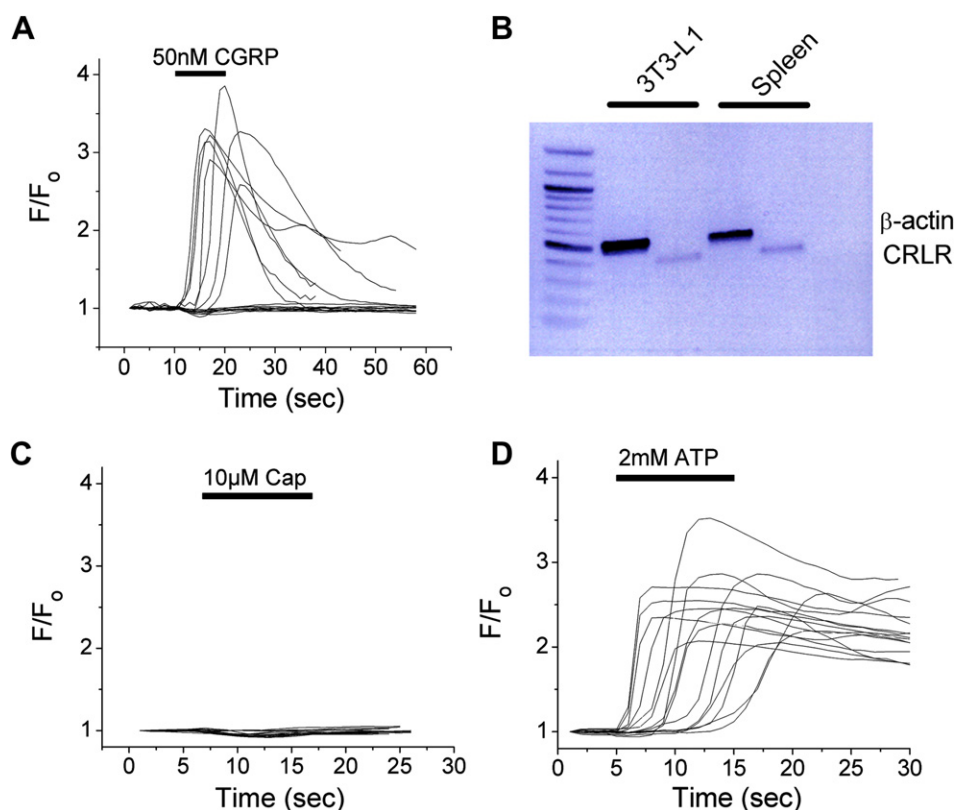 A
50nM CGRP
4
3
2
1
F/Fo
0 10 20 30 40 50 60
Time (sec)
B
3T3-L1
Spleen
β-actin
CRLR
C
10μM Cap
4
3
2
1
F/Fo
0 5 10 15 20 25 30
Time (sec)
D
2mM ATP
4
3
2
1
F/Fo
0 5 10 15 20 25 30
Time (sec)